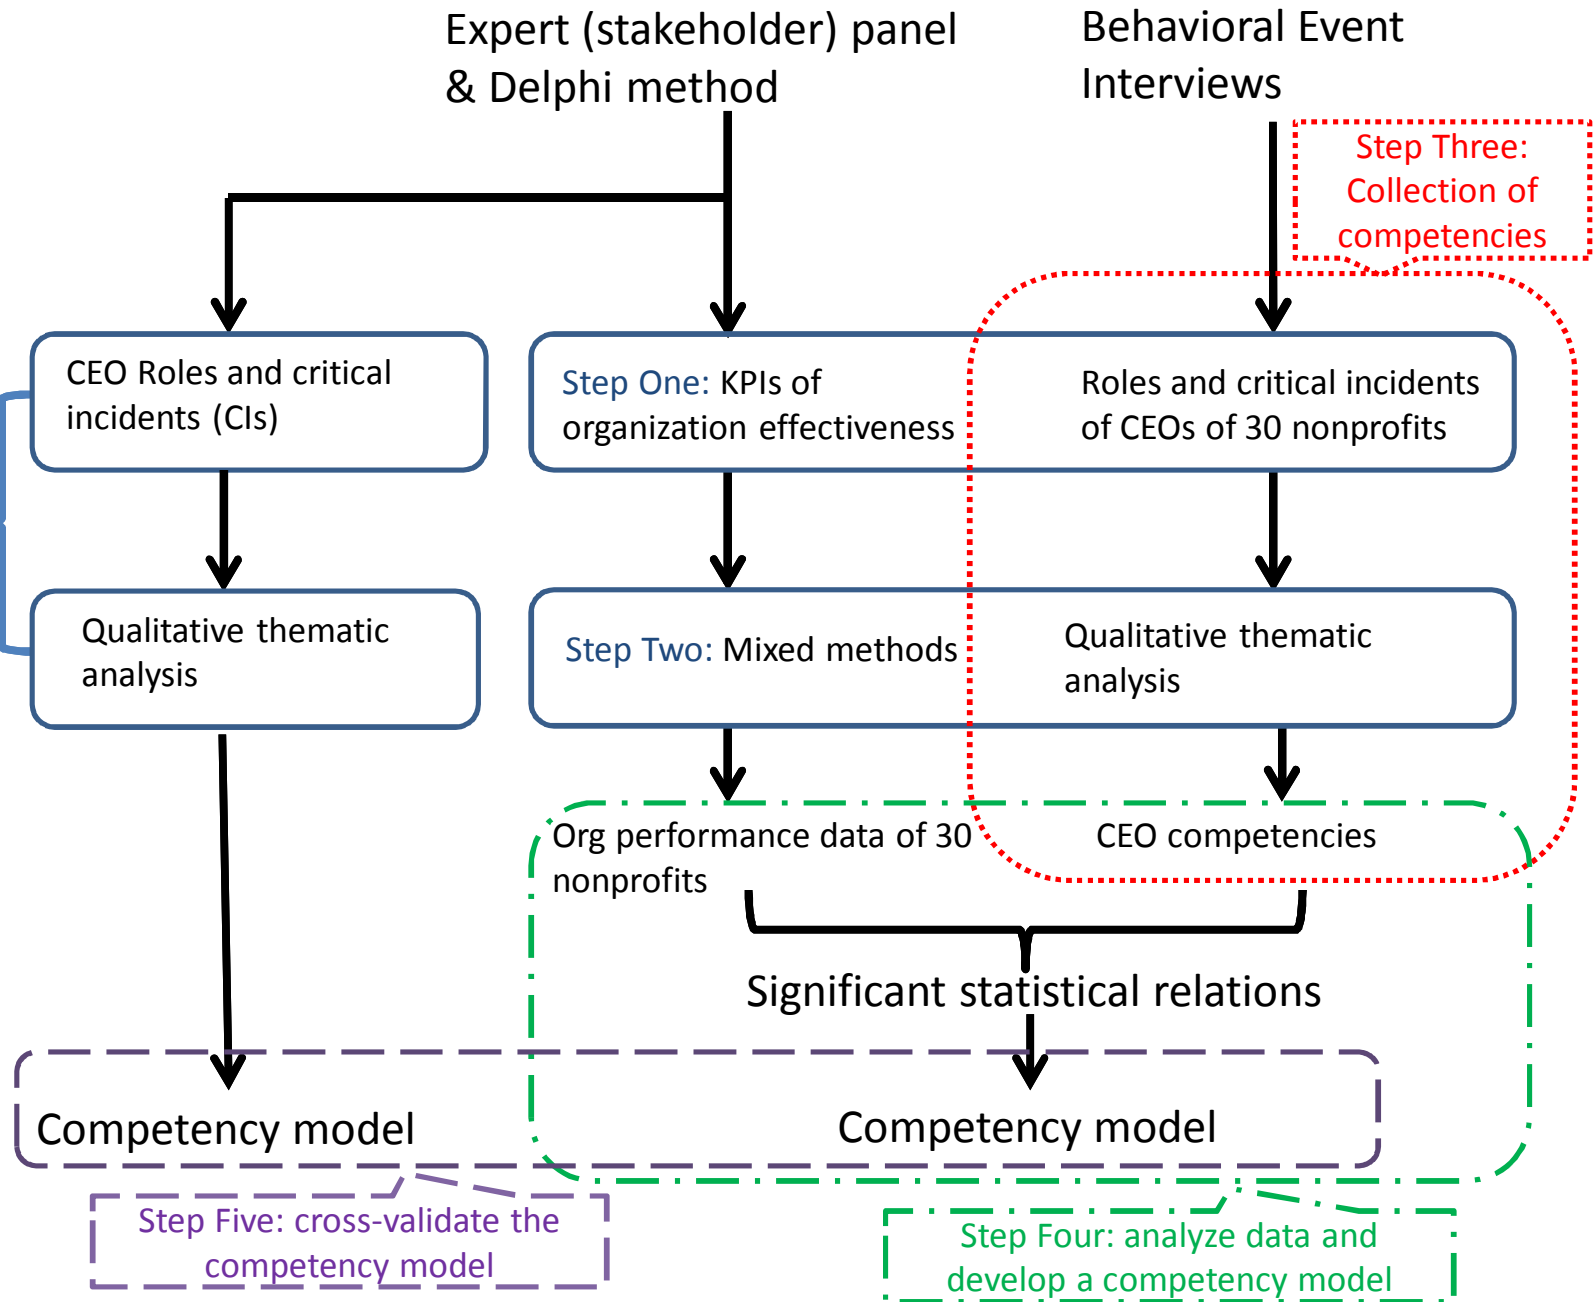 Expert (stakeholder) panel
& Delphi method
Behavioral Event
Interviews
Step Three:
Collection of
competencies
CEO Roles and critical
incidents (CIs)
Step One: KPIs of
organization effectiveness
Roles and critical incidents
of CEOs of 30 nonprofits
Qualitative thematic
analysis
Step Two: Mixed methods
Qualitative thematic
analysis
Org performance data of 30
nonprofits
CEO competencies
Significant statistical relations
Competency model
Competency model
Step Five: cross-validate the
competency model
Step Four: analyze data and
develop a competency model